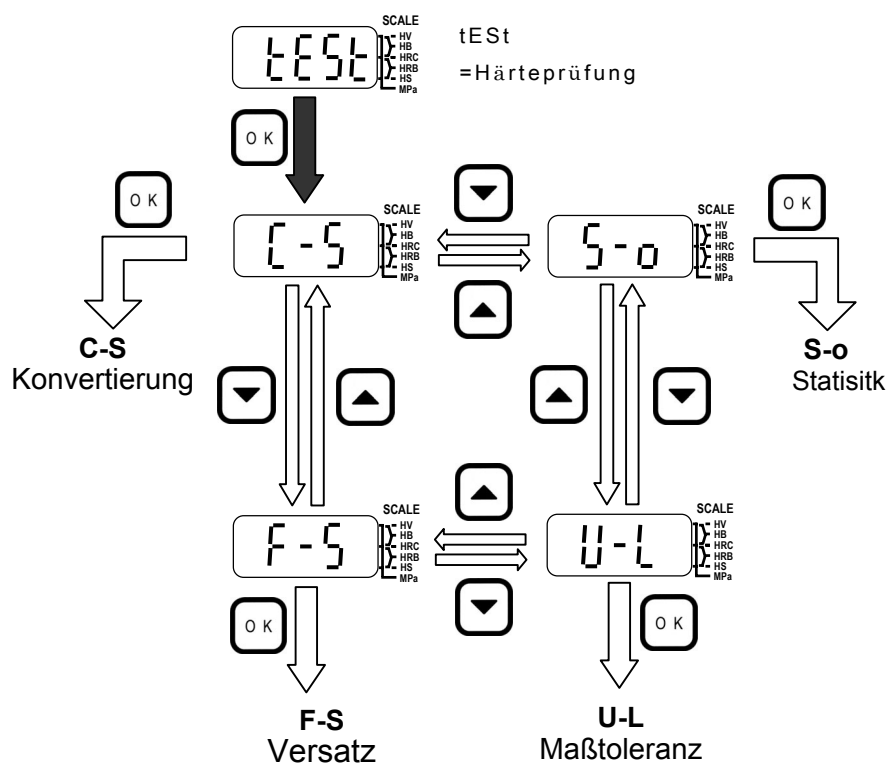 SCALE
tESt
HV
HB
HRC
HRB
HS
MPa
tESt
=Härteprüfung
OK
OK
OK
SCALE
C-S
HV
HB
HRC
HRB
HS
MPa
SCALE
S-o
HV
HB
HRC
HRB
HS
MPa
C-S
Konvertierung
S-o
Statisitk
SCALE
F-S
HV
HB
HRC
HRB
HS
MPa
SCALE
U-L
HV
HB
HRC
HRB
HS
MPa
OK
OK
F-S
Versatz
U-L
Maßtoleranz